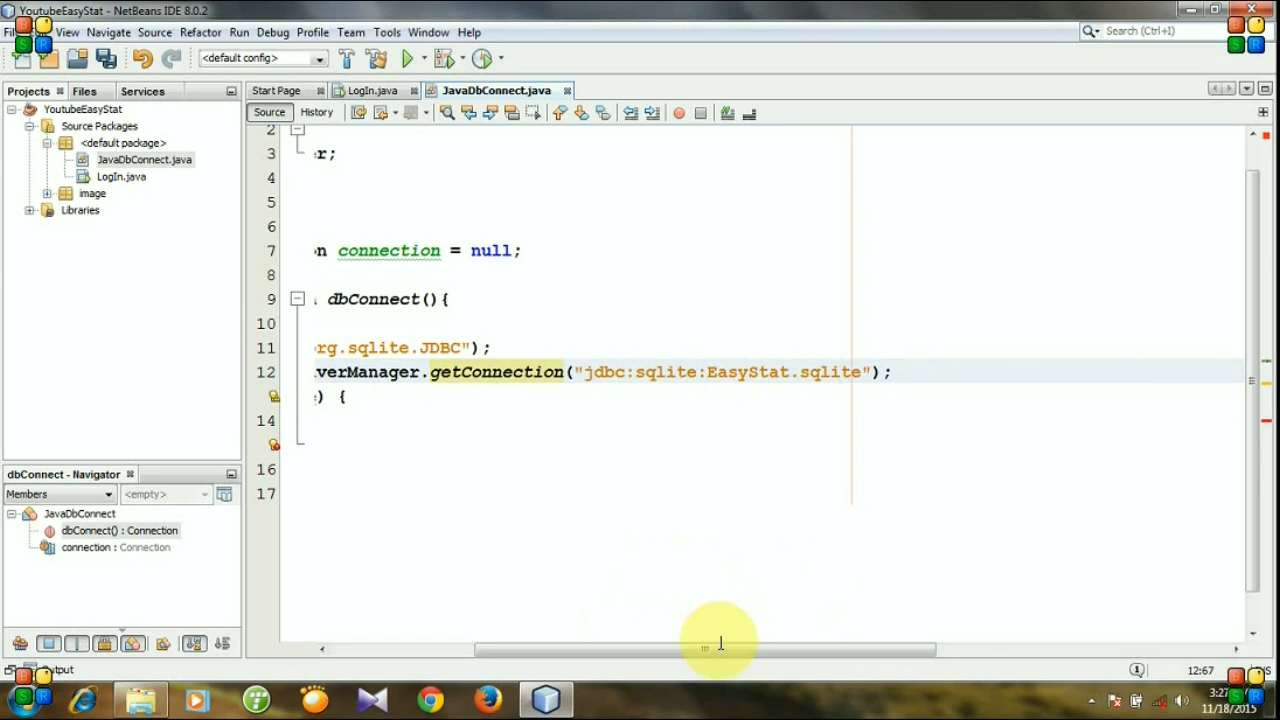 YoutubeEasyStat - NetBeans IDE 8.0.2
View Navigate Source Refactor Run Debug Profile Team Tools Window Help
Search (Ctrl+I)
<default config>
Projects Files Services
Start Page LogIn.java JavaDbConnect.java
Source History
YoutubeEasyStat
Source Packages
<default package>
JavaDbConnect.java
LogIn.java
image
Libraries
2
3 er;
4
5
6
7 on connection = null;
8
9 dbConnect(){
10
11 rg.sqlite.JDBC");
12 verManager.getConnection("jdbc:sqlite:EasyStat.sqlite");
) {
14
16
17
dbConnect - Navigator
Members <empty>
JavaDbConnect
dbConnect() : Connection
connection : Connection
Output
12:67
3:27
11/18/2015